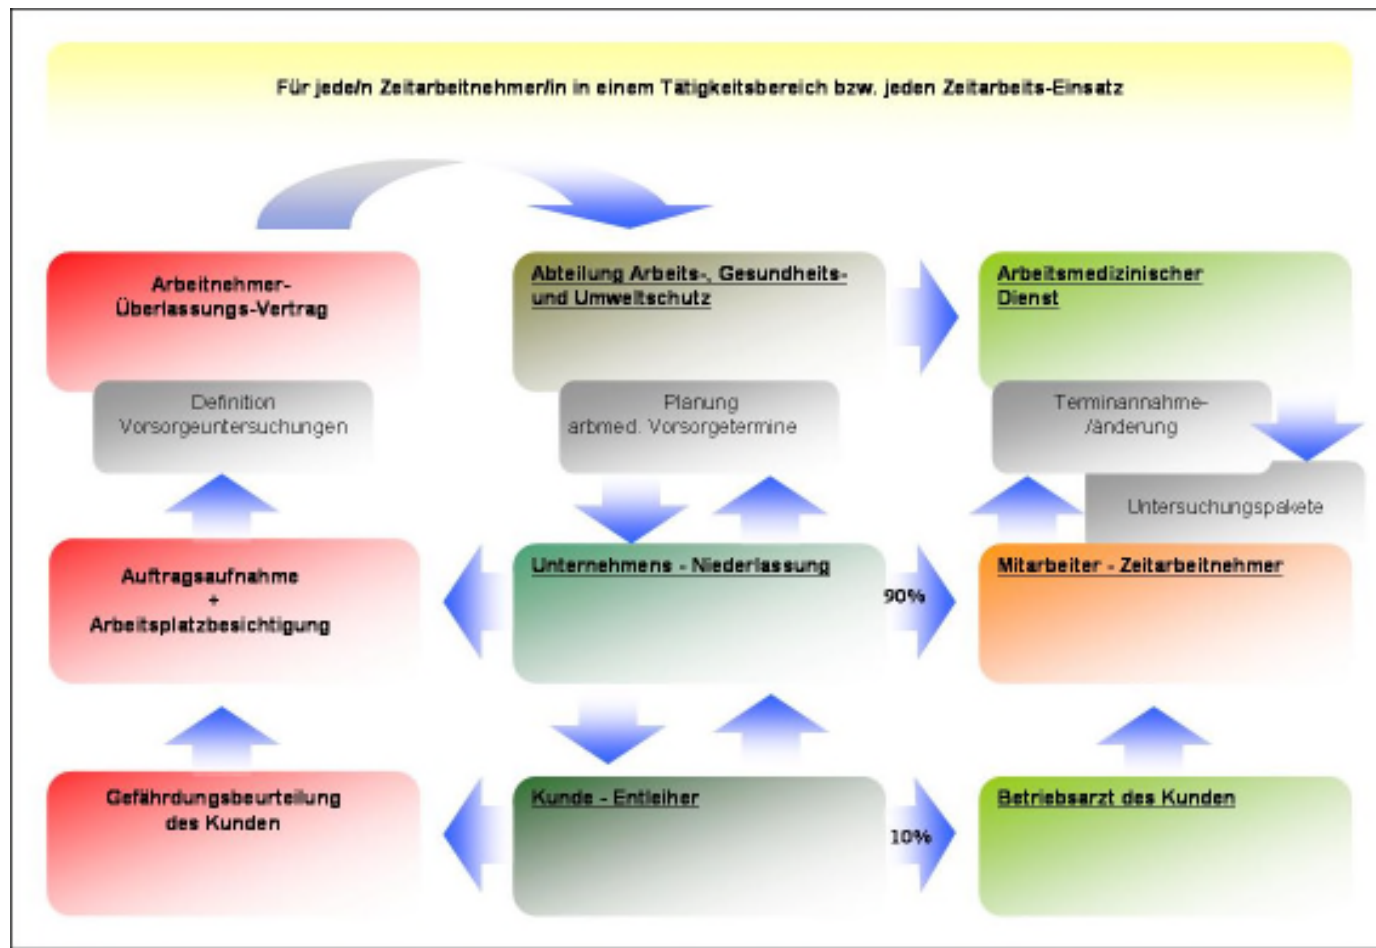 Für jede/n Zeitarbeitnehmer/in in einem Tätigkeitsbereich bzw. jeden Zeitarbeits-Einsatz
Arbeitnehmer-
Überlassungs-Vertrag
Abteilung Arbeits-, Gesundheits-
und Umweltschutz
Arbeitsmedizinischer
Dienst
Definition
Vorsorgeuntersuchungen
Planung
arbmed. Vorsorgetermine
Terminannahme-
/änderung
Untersuchungspakete
Auftragsaufnahme
+
Arbeitsplatzbesichtigung
Unternehmens - Niederlassung
90%
Mitarbeiter - Zeitarbeitnehmer
Gefährdungsbeurteilung
des Kunden
Kunde - Entleiher
10%
Betriebsarzt des Kunden